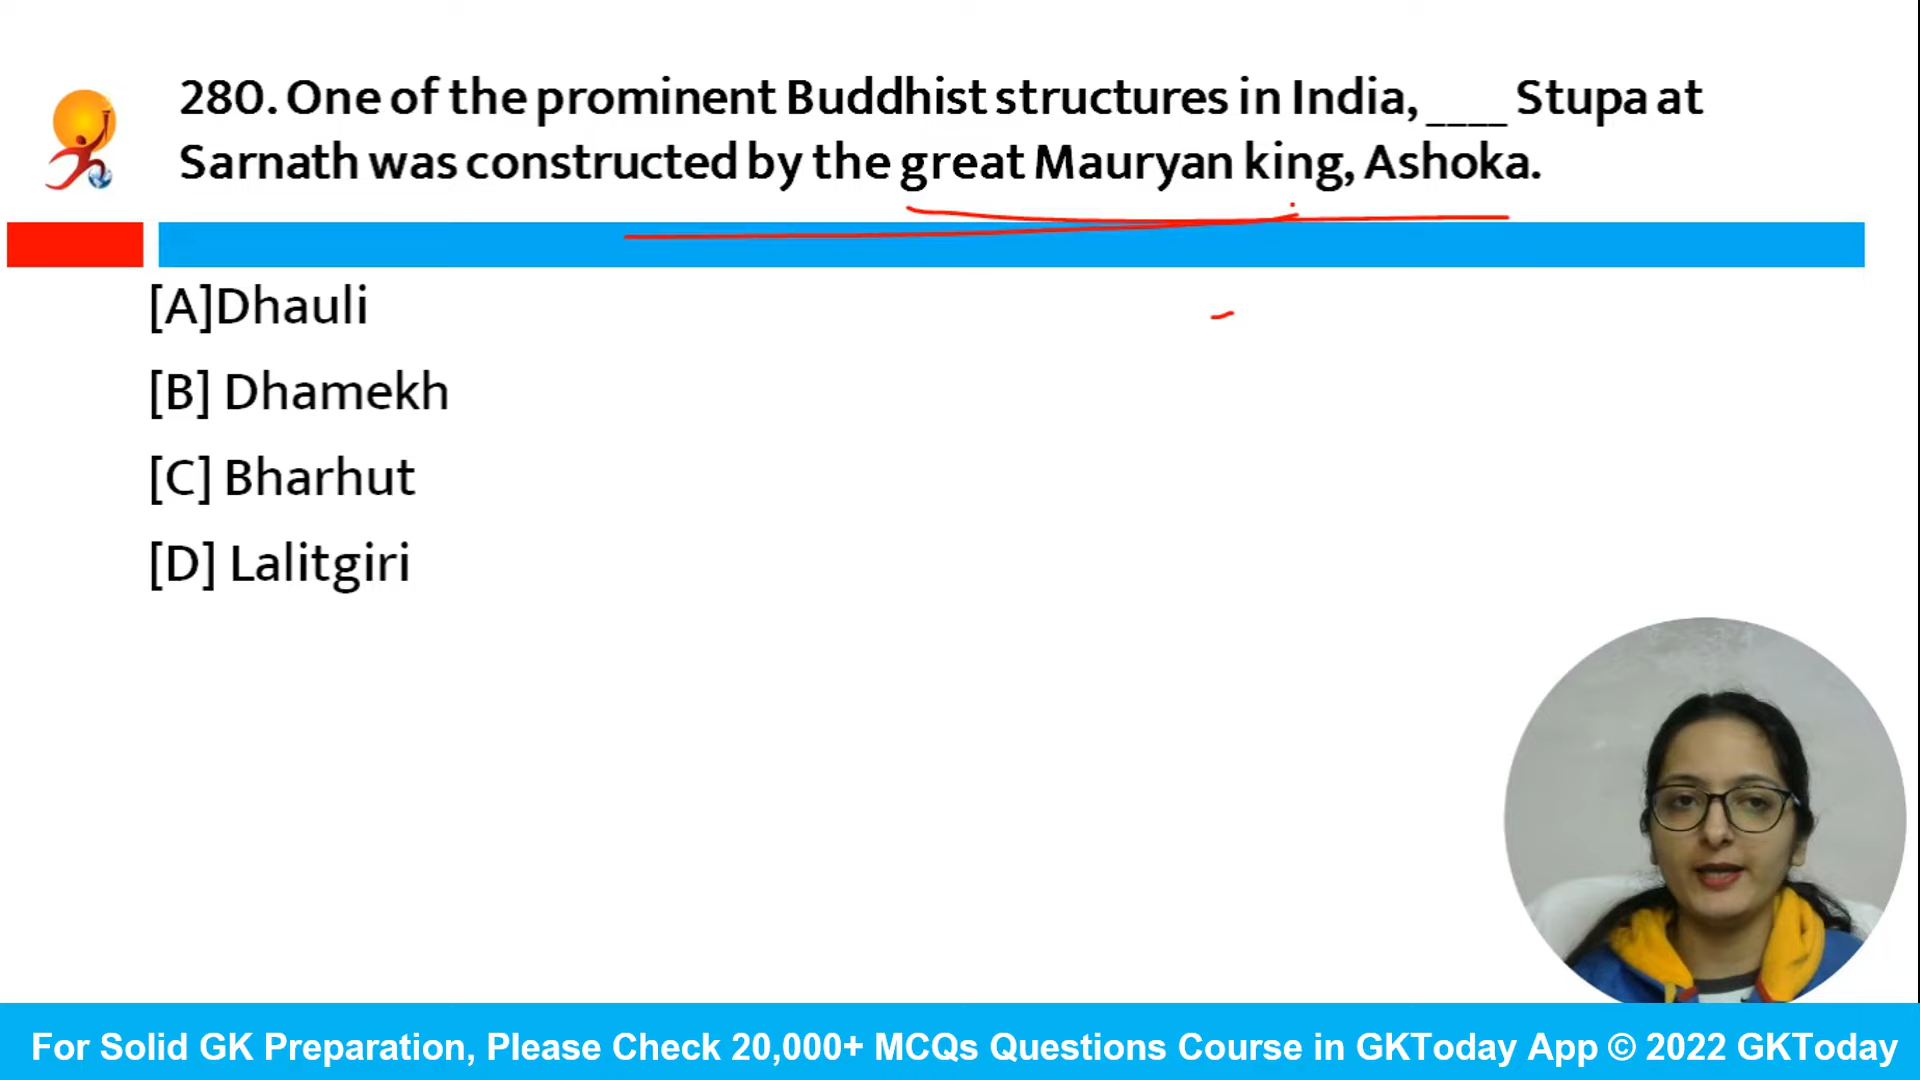 280. One of the prominent Buddhist structures in India, ____ Stupa at
Sarnath was constructed by the great Mauryan king, Ashoka.
[A]Dhauli
[B] Dhamekh
[C] Bharhut
[D] Lalitgiri
For Solid GK Preparation, Please Check 20,000+ MCQs Questions Course in GKToday App © 2022 GKToday